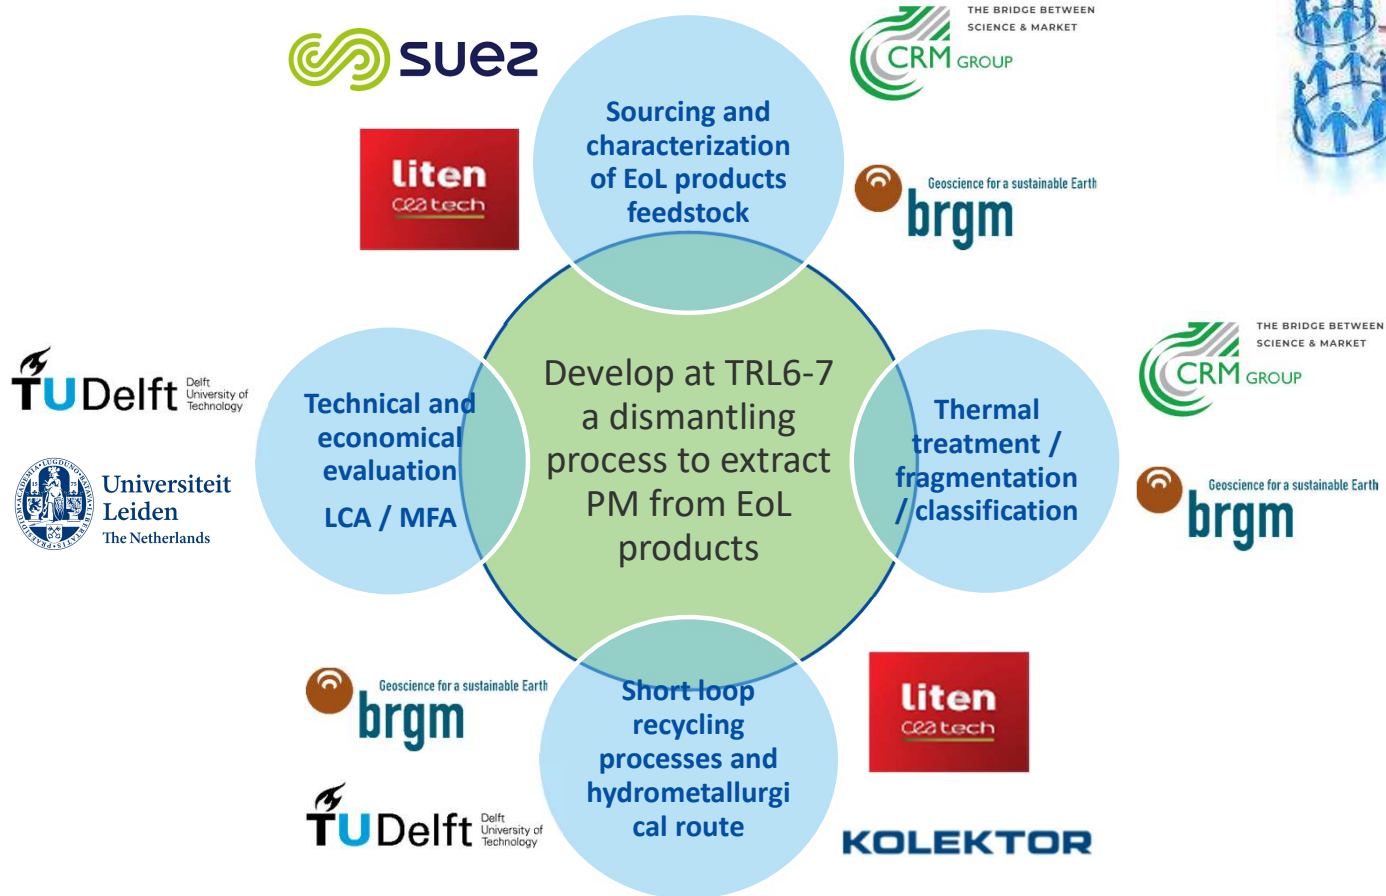 suez
THE BRIDGE BETWEEN
SCIENCE & MARKET
CRM GROUP
Sourcing and
characterization
of EoL products
feedstock
liten
cea tech
Geoscience for a sustainable Earth
brgm
TU Delft
Delft
University of
Technology
Universiteit
Leiden
The Netherlands
Technical and
economical
evaluation
LCA / MFA
Develop at TRL6-7
a dismantling
process to extract
PM from EoL
products
Thermal
treatment /
fragmentation
/ classification
THE BRIDGE BETWEEN
SCIENCE & MARKET
CRM GROUP
Geoscience for a sustainable Earth
brgm
Geoscience for a sustainable Earth
brgm
TU Delft
Delft
University of
Technology
Short loop
recycling
processes and
hydrometallurgi
cal route
liten
cea tech
KOLEKTOR